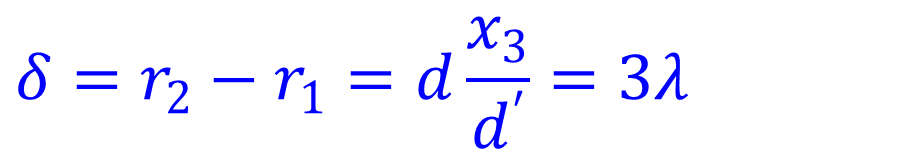 δ = r₂ − r₁ = d x₃/d′ = 3λ